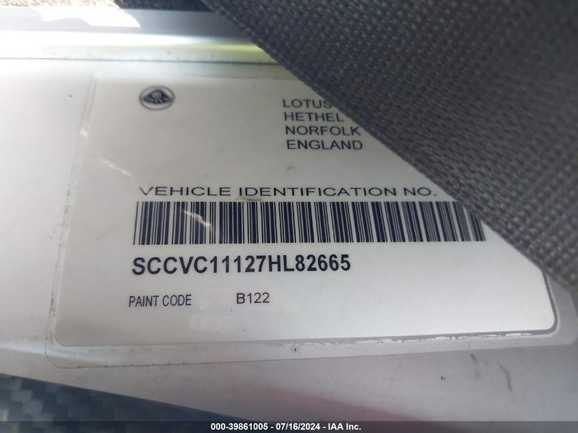 LOTUS
HETHEL
NORFOLK
ENGLAND
VEHICLE IDENTIFICATION NO.
SCCVC11127HL82665
PAINT CODE B122
000-39861005 | 07/16/2024 | IAA Inc.